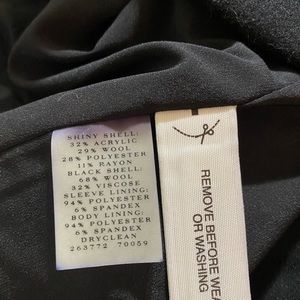 SHINY SHELL:
32% ACRYLIC
29% WOOL
28% POLYESTER
11% RAYON
BLACK SHELL:
68% WOOL
32% VISCOSE
SLEEVE LINING:
94% POLYESTER
6% SPANDEX
BODY LINING:
94% POLYESTER
6% SPANDEX
DRYCLEAN
263772 70059
REMOVE BEFORE WEA
OR WASHING